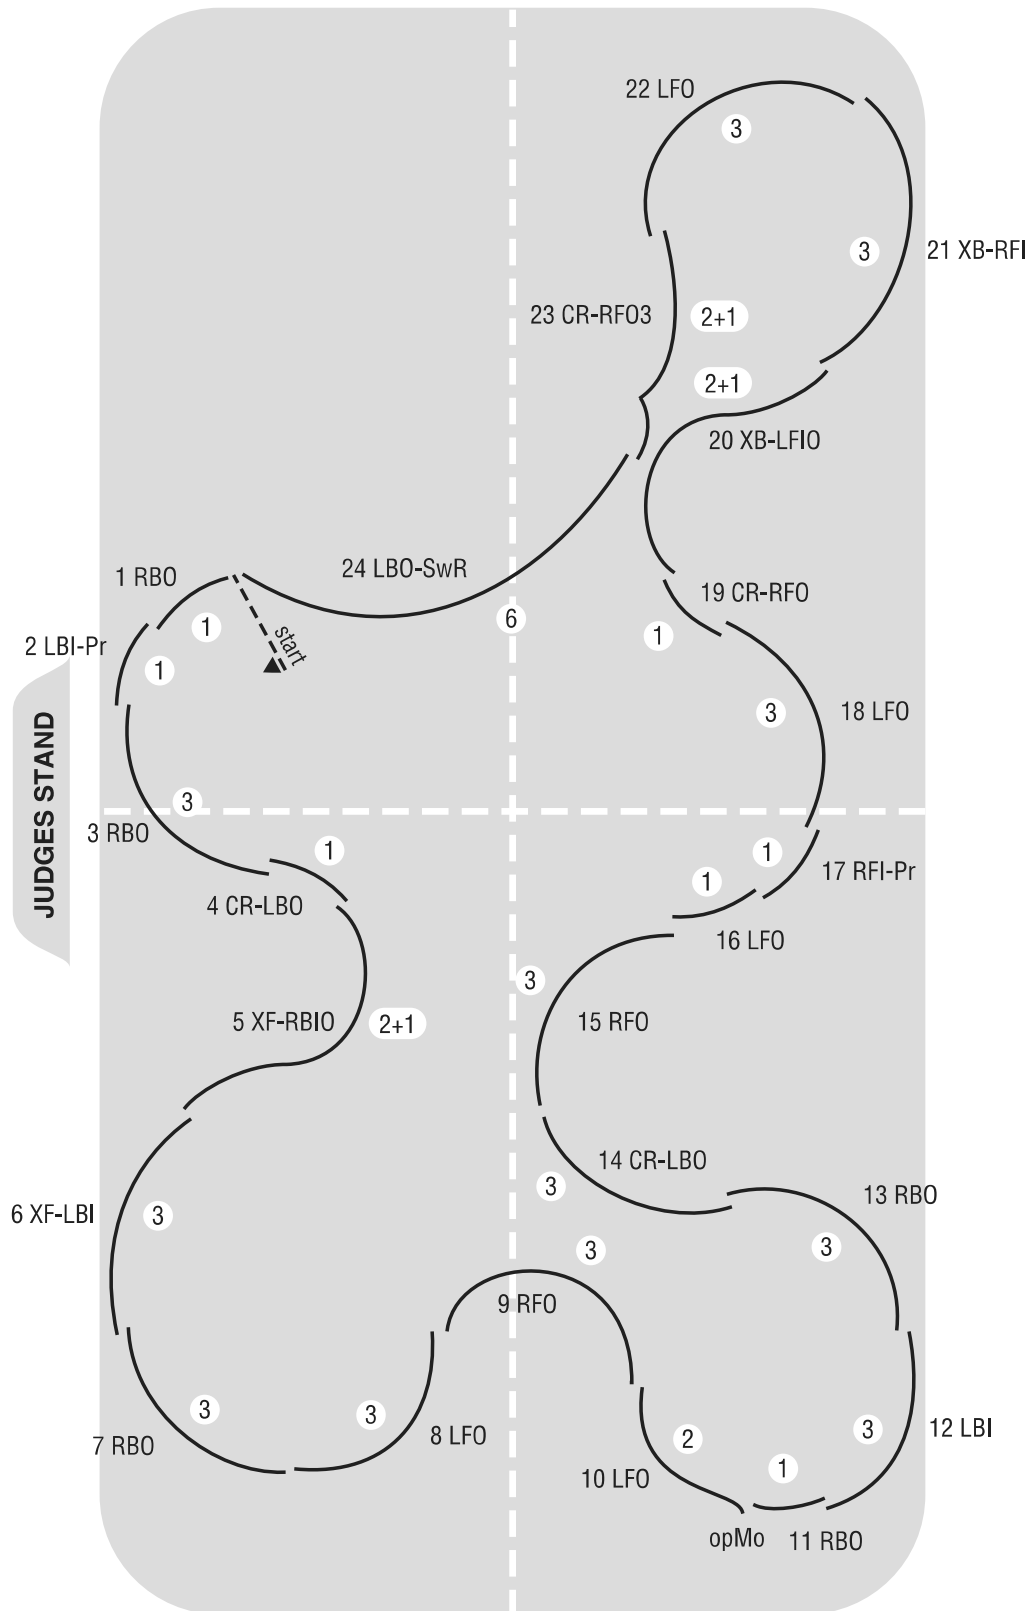 22 LFO
3
21 XB-RFI
3
23 CR-RFO3
2+1
2+1
20 XB-LFIO
24 LBO-SwR
1 RBO
19 CR-RFO
6
1
1
start
2 LBI-Pr
1
18 LFO
3
JUDGES STAND
3
3 RBO
1
1
17 RFI-Pr
1
4 CR-LBO
16 LFO
3
5 XF-RBIO
2+1
15 RFO
14 CR-LBO
3
13 RBO
6 XF-LBI
3
3
3
9 RFO
3
3
8 LFO
7 RBO
2
3
12 LBI
1
10 LFO
opMo
11 RBO